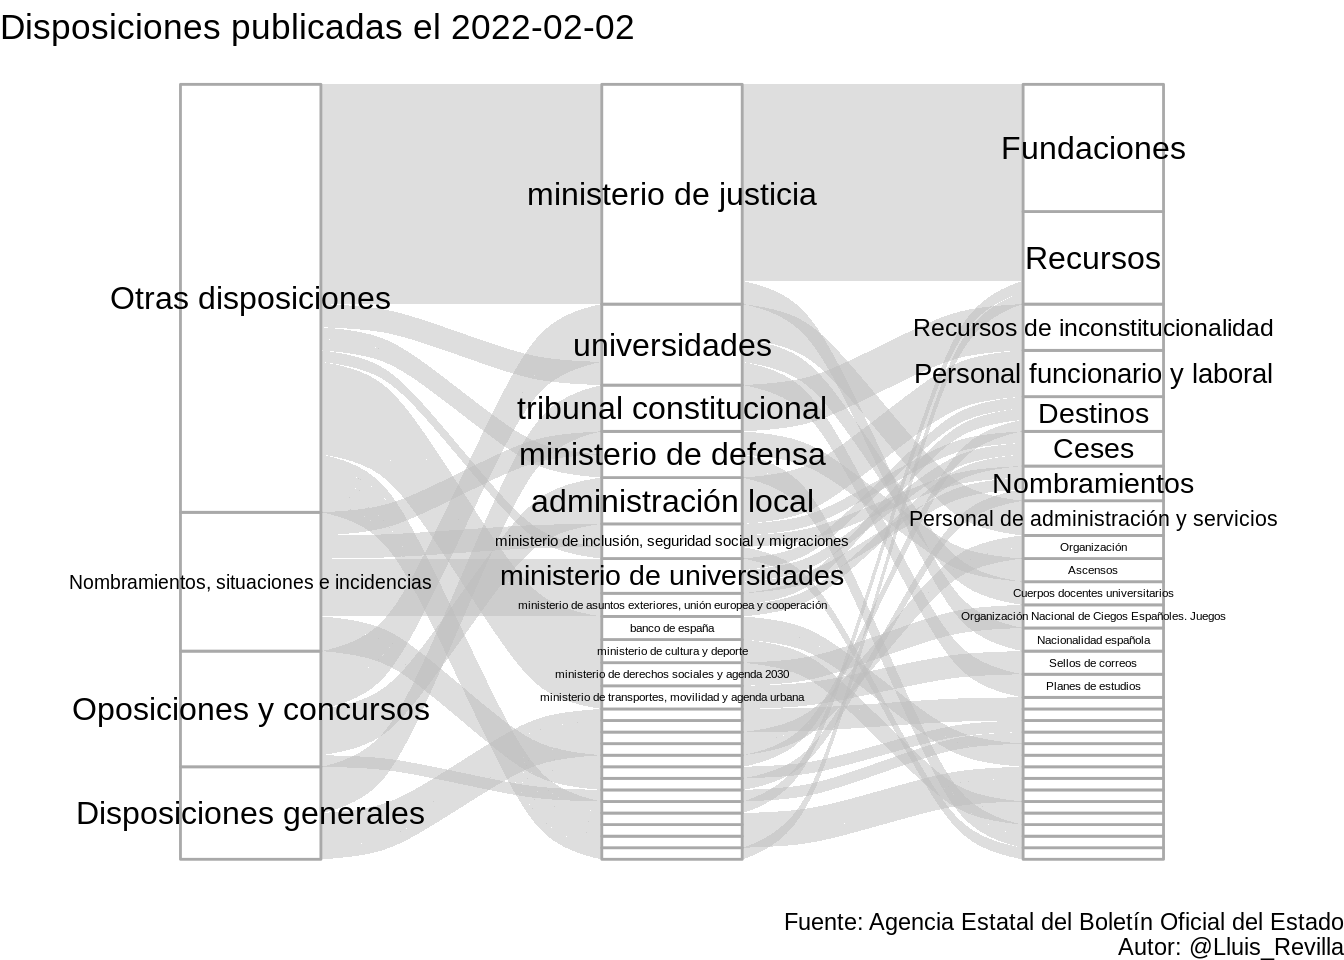 Disposiciones publicadas el 2022-02-02
Otras disposiciones
Nombramientos, situaciones e incidencias
Oposiciones y concursos
Disposiciones generales
ministerio de justicia
universidades
tribunal constitucional
ministerio de defensa
administración local
ministerio de inclusión, seguridad social y migraciones
ministerio de universidades
ministerio de asuntos exteriores, unión europea y cooperación
banco de españa
ministerio de cultura y deporte
ministerio de derechos sociales y agenda 2030
ministerio de transportes, movilidad y agenda urbana
Fundaciones
Recursos
Recursos de inconstitucionalidad
Personal funcionario y laboral
Destinos
Ceses
Nombramientos
Personal de administración y servicios
Organización
Ascensos
Cuerpos docentes universitarios
Organización Nacional de Ciegos Españoles. Juegos
Nacionalidad española
Sellos de correos
Planes de estudios
Fuente: Agencia Estatal del Boletín Oficial del Estado
Autor: @Lluis_Revilla